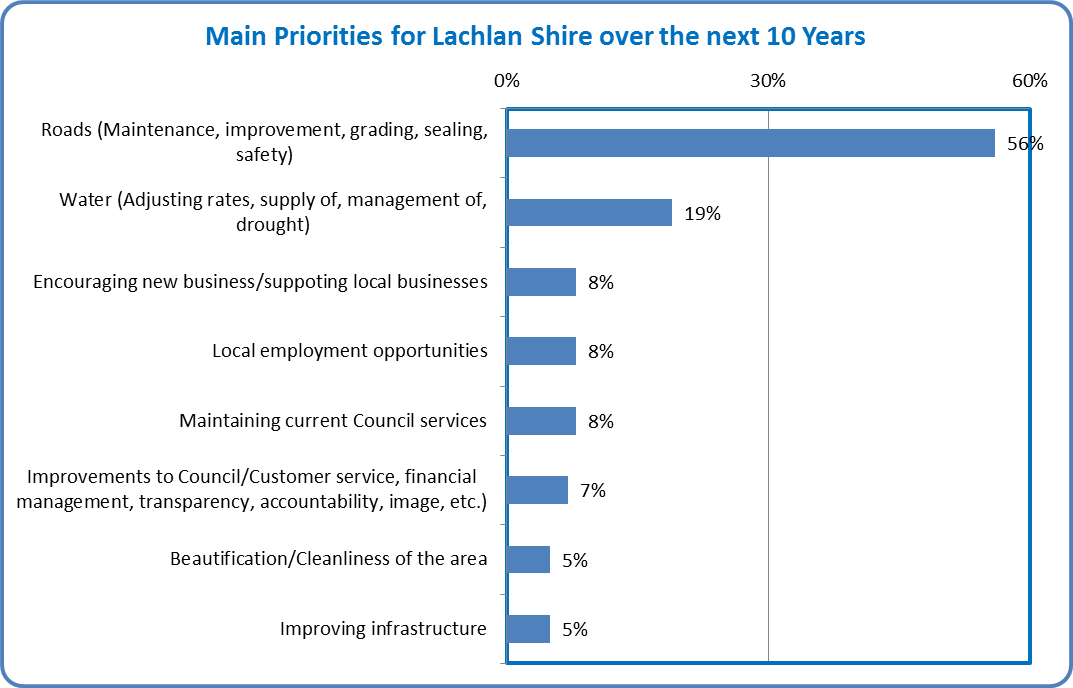 Main Priorities for Lachlan Shire over the next 10 Years
0% 30% 60%
Roads (Maintenance, improvement, grading, sealing,
safety)
56%
Water (Adjusting rates, supply of, management of,
drought)
19%
Encouraging new business/suppoting local businesses
8%
Local employment opportunities
8%
Maintaining current Council services
8%
Improvements to Council/Customer service, financial
management, transparency, accountability, image, etc.)
7%
Beautification/Cleanliness of the area
5%
Improving infrastructure
5%